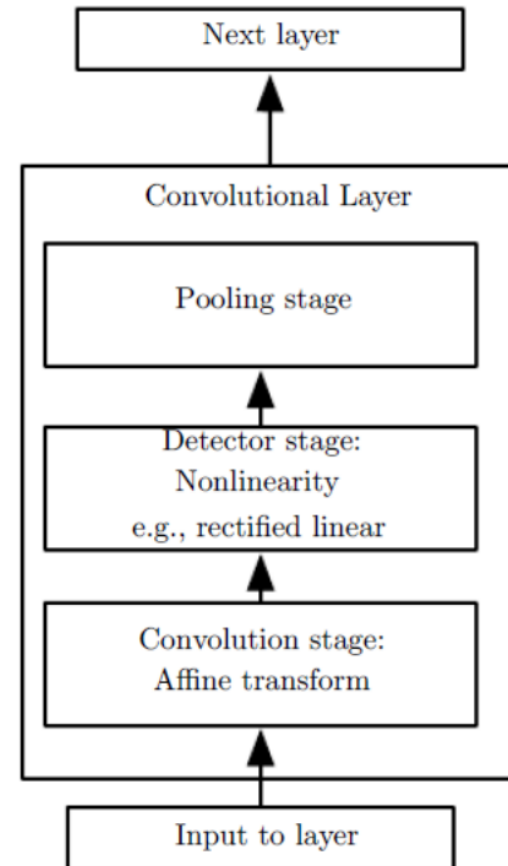 Next layer
Convolutional Layer
Pooling stage
Detector stage:
Nonlinearity
e.g., rectified linear
Convolution stage:
Affine transform
Input to layer